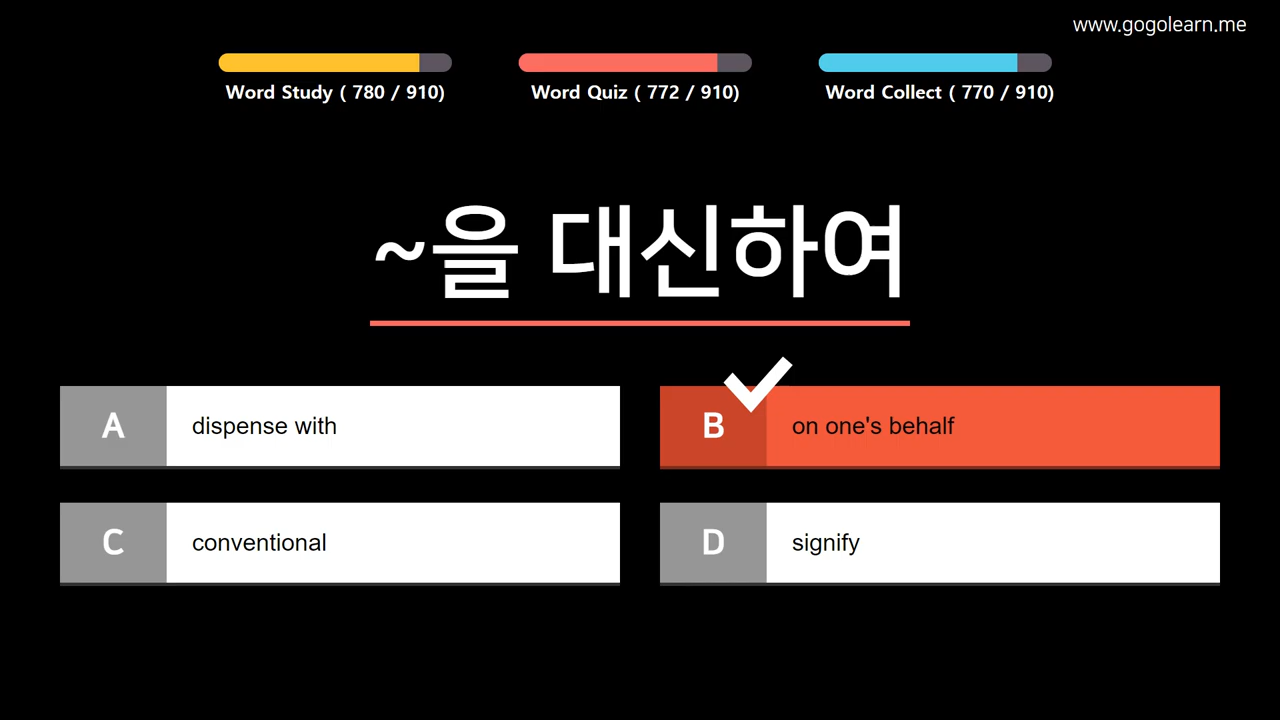 www.gogolearn.me
Word Study ( 780 / 910)
Word Quiz ( 772 / 910)
Word Collect ( 770 / 910)
~을 대신하여
A dispense with
B on one's behalf
C conventional
D signify